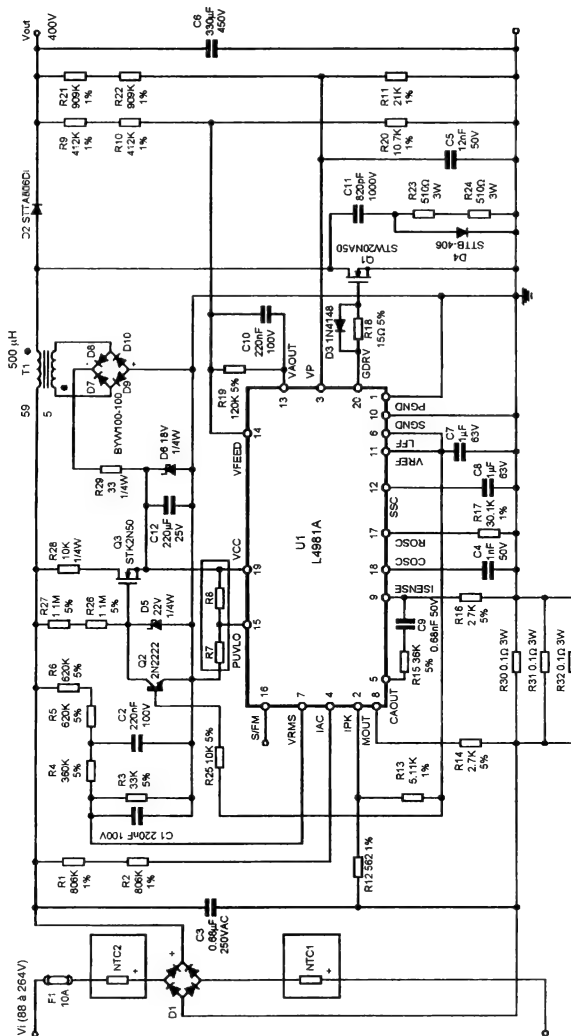 Vi (88 à 264V)
F1
10A
NTC2
+
D1
+
NTC1
+
C3
0.68µF
250VAC
R1
806K
1%
R2
806K
1%
C1 220nF 100V
R3
33K
5%
R4
360K
5%
C2
220nF
100V
R5
620K
5%
R6
620K
5%
R25 10K 5%
Q2
2N2222
R27
1.1M
5%
R26
1.1M
5%
D5
22V
1/4W
R28
10K
1/4W
Q3
STK2N50
R29
33
1/4W
C12
220µF
25V
D6 18V
1/4W
59
T1
500 µH
5
D7
D8
D9
D10
BYW100-100
D2 STTA806Di
Vout
400V
C6
330µF
450V
R21
909K
1%
R22
909K
1%
R9
412K
1%
R10
412K
1%
R11
21K
1%
R20
10.7K
1%
C5
12nF
50V
C11
820pF
1000V
R23
510Ω
3W
R24
510Ω
3W
D4
STTB-406
Q1
STW20NA50
D3 1N4148
R18
15Ω 5%
C10
220nF
100V
R19
120K 5%
R7
R8
U1
L4981A
PUVLO
15
VCC
19
VFEED
14
VAOUT
13
VP
3
GDRV
20
S/FM
16
VRMS
7
IAC
4
IPK
2
MOUT
8
CAOUT
5
ISENSE
9
COSC
18
ROSC
17
SSC
12
VREF
11
LFF
6
SGND
10
PGND
1
R12 562 1%
R13
5.11K
1%
R14
2.7K
5%
R15 36K
5%
C9
0.68nF 50V
R16
2.7K
5%
C4
1nF
50V
R17
30.1K
1%
C8
1µF
63V
C7
1µF
63V
R30 0.1Ω 3W
R31 0.1Ω 3W
R32 0.1Ω 3W